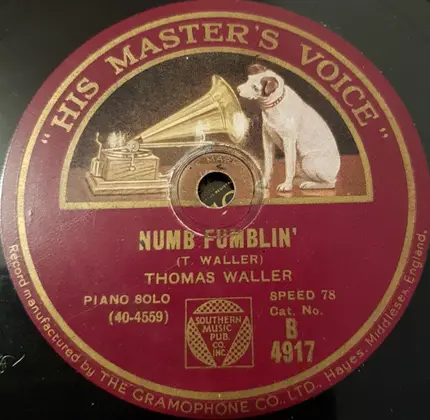 "HIS MASTER'S VOICE"
NUMB FUMBLIN'
(T. WALLER)
THOMAS WALLER
PIANO SOLO
(40-4559)
SOUTHERN
MUSIC
PUB.
CO.
INC.
SPEED 78
Cat. No.
B
4917
Record manufactured by THE GRAMOPHONE CO., LTD., Hayes, Middlesex, England.